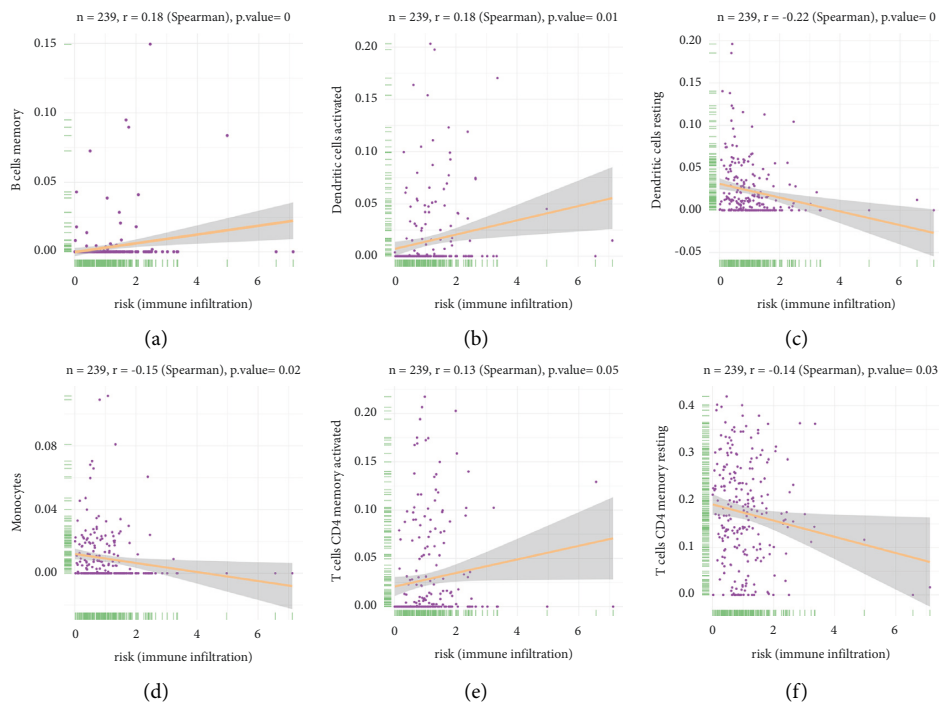 n = 239, r = 0.18 (Spearman), p.value= 0
0.15
0.10
0.05
0.00
B cells memory
0 2 4 6
risk (immune infiltration)
(a)
n = 239, r = 0.18 (Spearman), p.value= 0.01
0.20
0.15
0.10
0.05
0.00
Dendritic cells activated
0 2 4 6
risk (immune infiltration)
(b)
n = 239, r = -0.22 (Spearman), p.value= 0
0.20
0.15
0.10
0.05
0.00
-0.05
Dendritic cells resting
0 2 4 6
risk (immune infiltration)
(c)
n = 239, r = -0.15 (Spearman), p.value= 0.02
0.08
0.04
0.00
Monocytes
0 2 4 6
risk (immune infiltration)
(d)
n = 239, r = 0.13 (Spearman), p.value= 0.05
0.20
0.15
0.10
0.05
0.00
T cells CD4 memory activated
0 2 4 6
risk (immune infiltration)
(e)
n = 239, r = -0.14 (Spearman), p.value= 0.03
0.4
0.3
0.2
0.1
0.0
T cells CD4 memory resting
0 2 4 6
risk (immune infiltration)
(f)